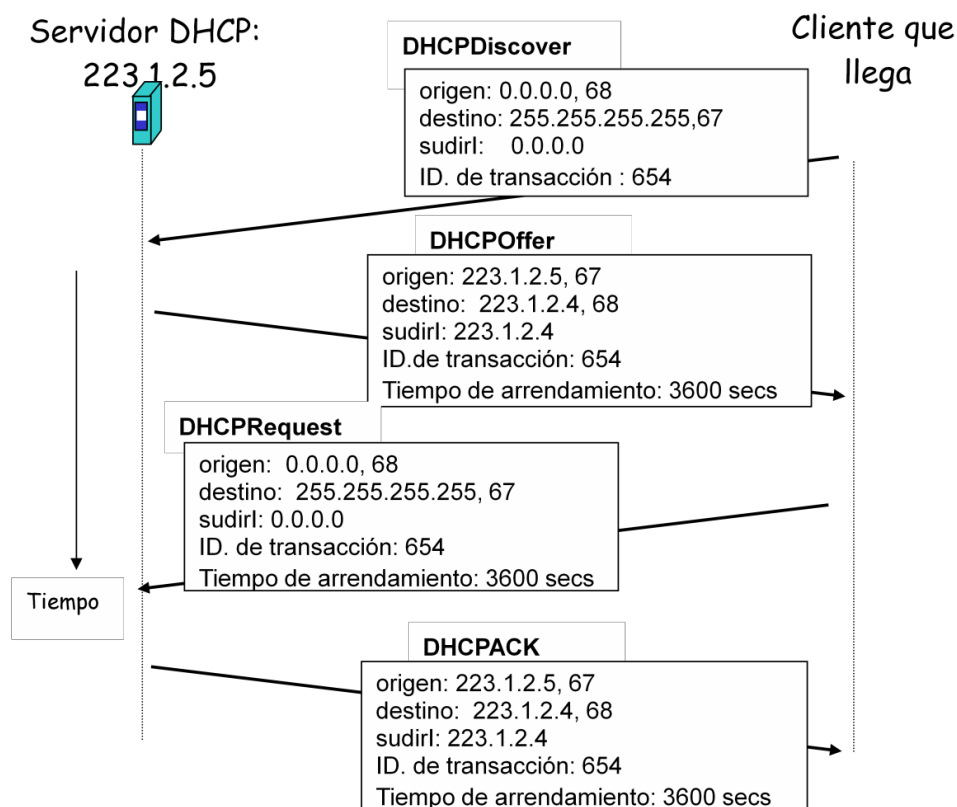 Servidor DHCP:
223.1.2.5
Cliente que
llega
DHCPDiscover
origen: 0.0.0.0, 68
destino: 255.255.255.255,67
sudirI: 0.0.0.0
ID. de transacción : 654
DHCPOffer
origen: 223.1.2.5, 67
destino: 223.1.2.4, 68
sudirI: 223.1.2.4
ID.de transacción: 654
Tiempo de arrendamiento: 3600 secs
DHCPRequest
origen: 0.0.0.0, 68
destino: 255.255.255.255, 67
sudirI: 0.0.0.0
ID. de transacción: 654
Tiempo de arrendamiento: 3600 secs
Tiempo
DHCPACK
origen: 223.1.2.5, 67
destino: 223.1.2.4, 68
sudirI: 223.1.2.4
ID. de transacción: 654
Tiempo de arrendamiento: 3600 secs